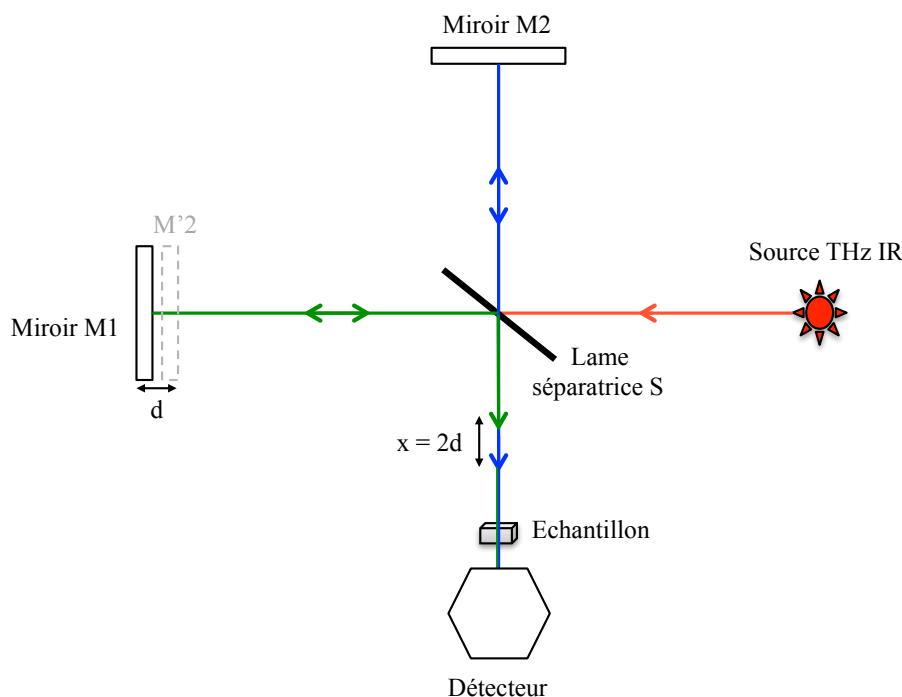 Miroir M2
M’2
Source THz IR
Miroir M1
d
Lame
séparatrice S
x = 2d
Echantillon
Détecteur